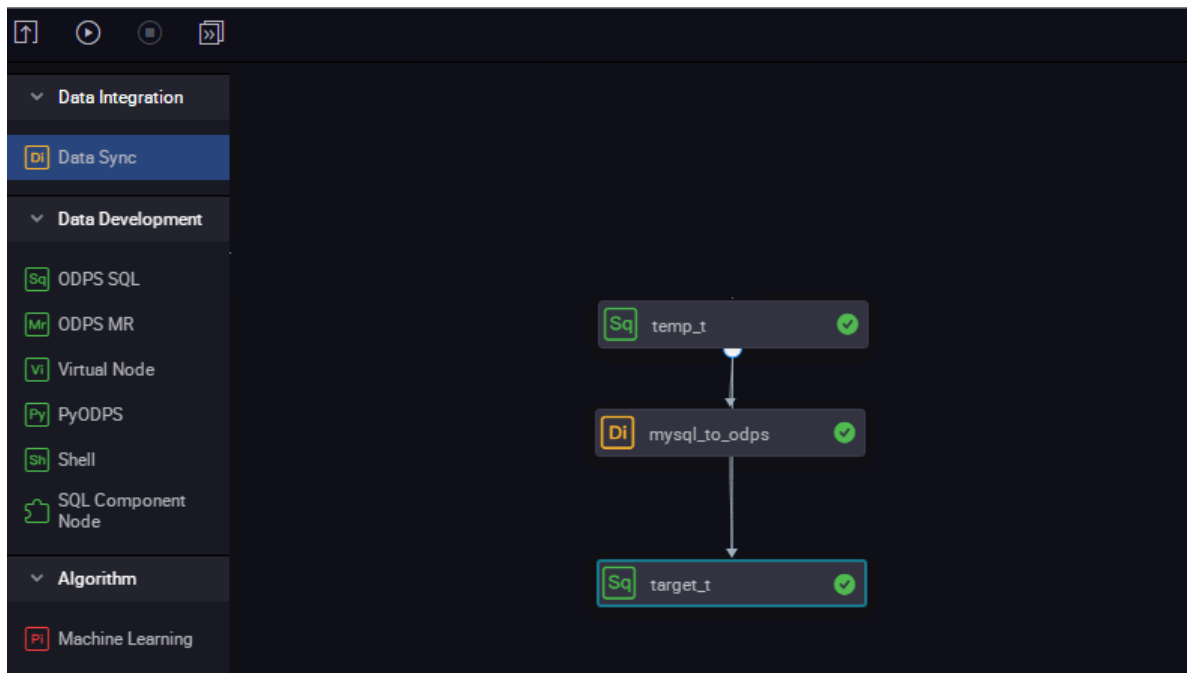 Data Integration
Di Data Sync
Data Development
Sq ODPS SQL
Mr ODPS MR
Vi Virtual Node
Py PyODPS
Sh Shell
SQL Component
Node
Algorithm
Pi Machine Learning
Sq temp_t
Di mysql_to_odps
Sq target_t